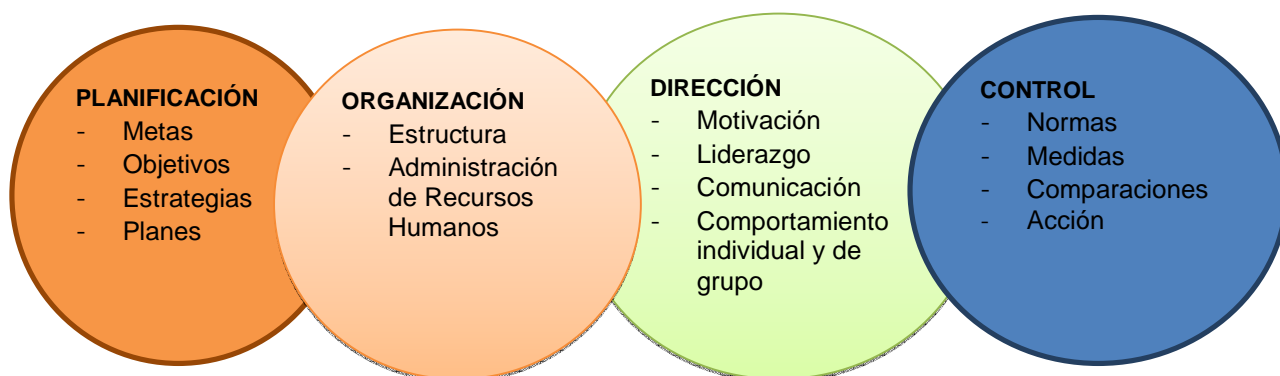 PLANIFICACIÓN
- Metas
- Objetivos
- Estrategias
- Planes
ORGANIZACIÓN
- Estructura
- Administración
de Recursos
Humanos
DIRECCIÓN
- Motivación
- Liderazgo
- Comunicación
- Comportamiento
individual y de
grupo
CONTROL
- Normas
- Medidas
- Comparaciones
- Acción